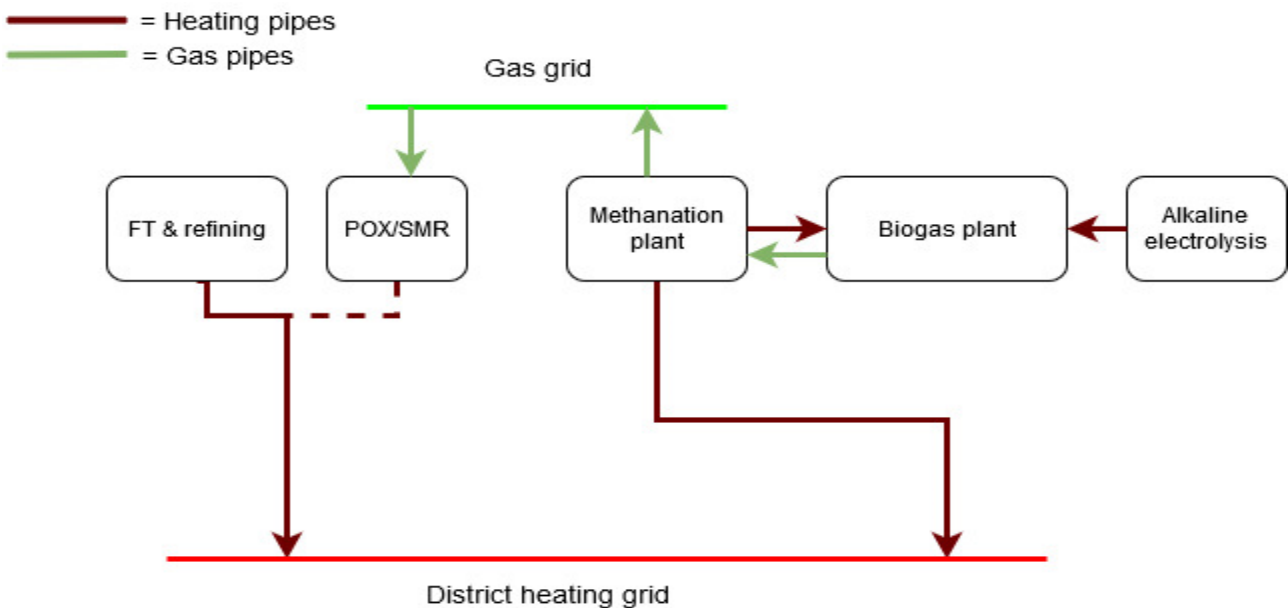 = Heating pipes
= Gas pipes
Gas grid
FT & refining
POX/SMR
Methanation
plant
Biogas plant
Alkaline
electrolysis
District heating grid